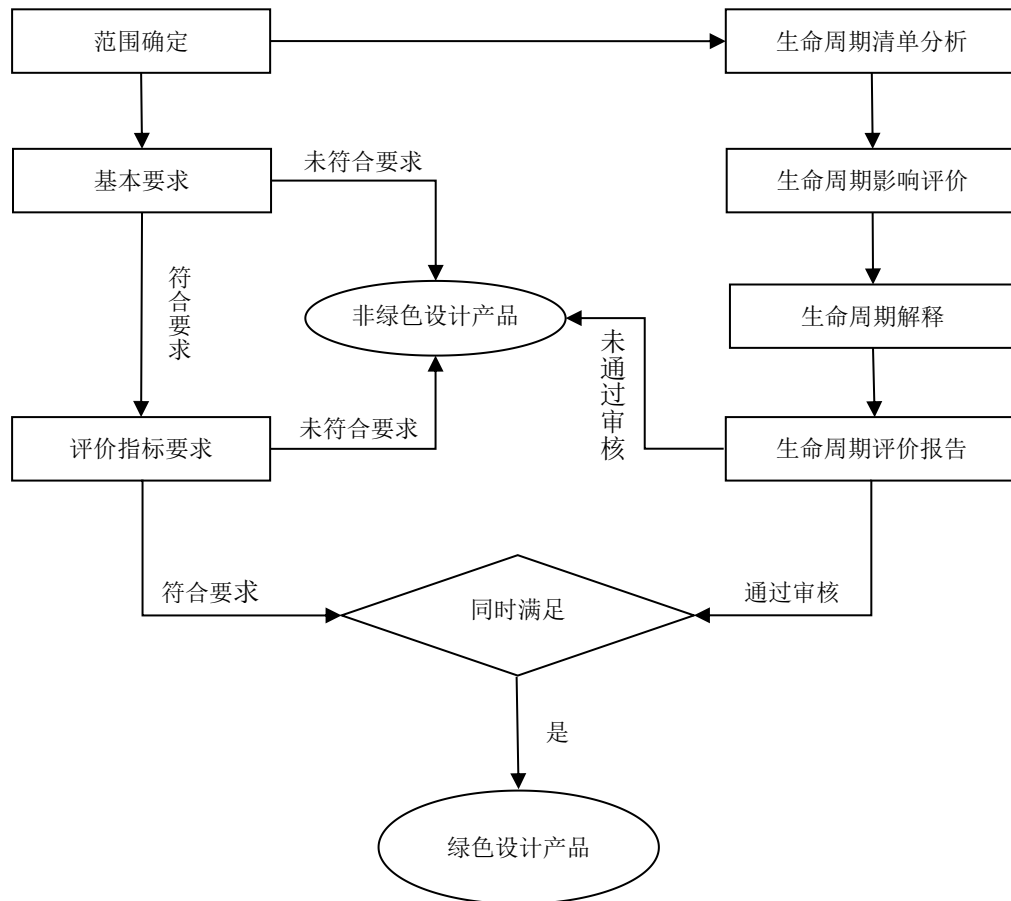 范围确定
生命周期清单分析
基本要求
未符合要求
生命周期影响评价
符合要求
非绿色设计产品
生命周期解释
未通过审核
评价指标要求
未符合要求
生命周期评价报告
符合要求
同时满足
通过审核
是
绿色设计产品